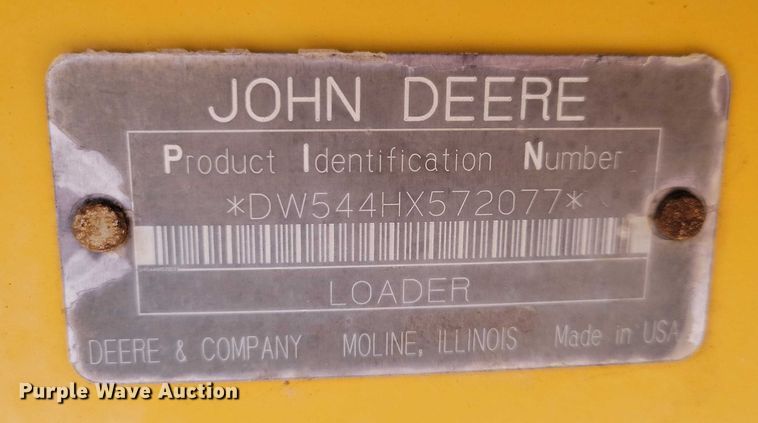 JOHN DEERE
Product Identification Number
*DW544HX572077*
LOADER
DEERE & COMPANY MOLINE, ILLINOIS Made in USA
Purple Wave Auction